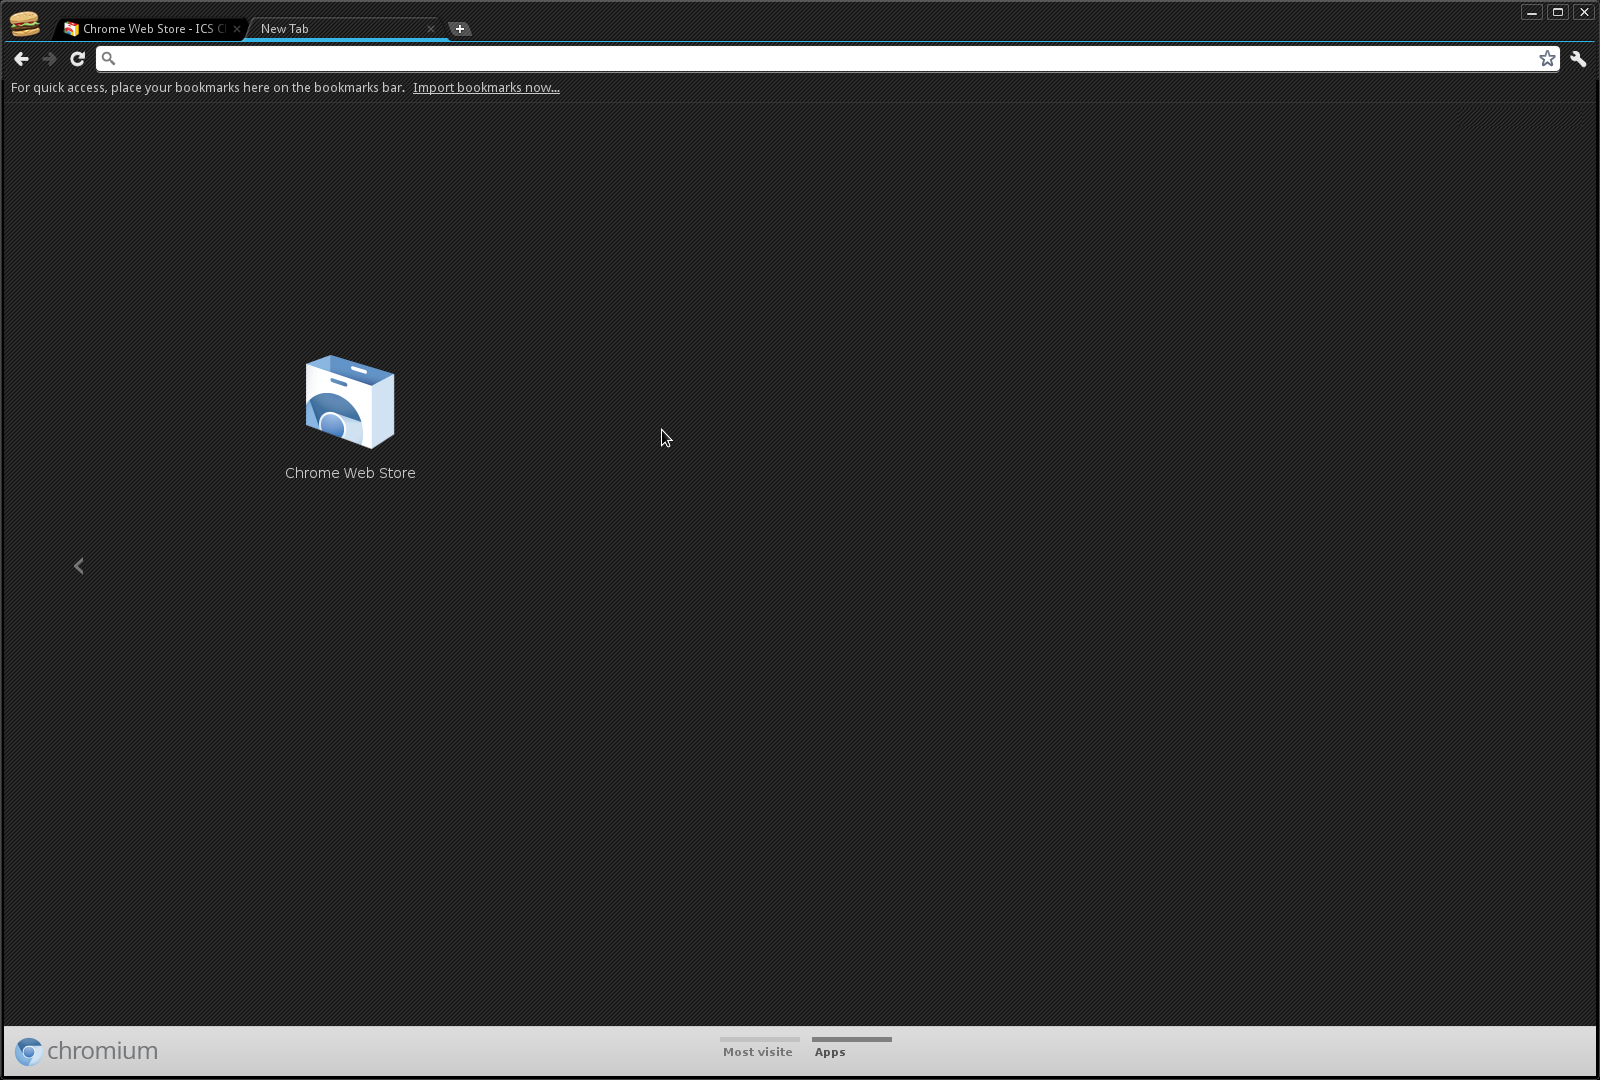 Chrome Web Store - ICS C
New Tab
For quick access, place your bookmarks here on the bookmarks bar. Import bookmarks now...
Chrome Web Store
chromium
Most visite
Apps